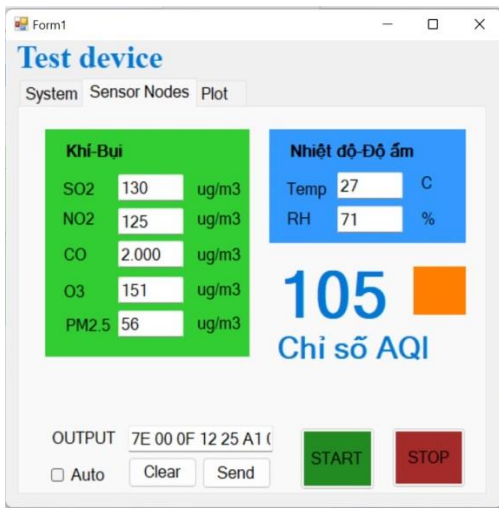 Form1
Test device
System Sensor Nodes Plot
Khí-Bụi
SO2 130 ug/m3
NO2 125 ug/m3
CO 2.000 ug/m3
O3 151 ug/m3
PM2.5 56 ug/m3
Nhiệt độ-Độ ẩm
Temp 27 C
RH 71 %
105
Chỉ số AQI
OUTPUT 7E 00 0F 12 25 A1
Auto Clear Send
START STOP